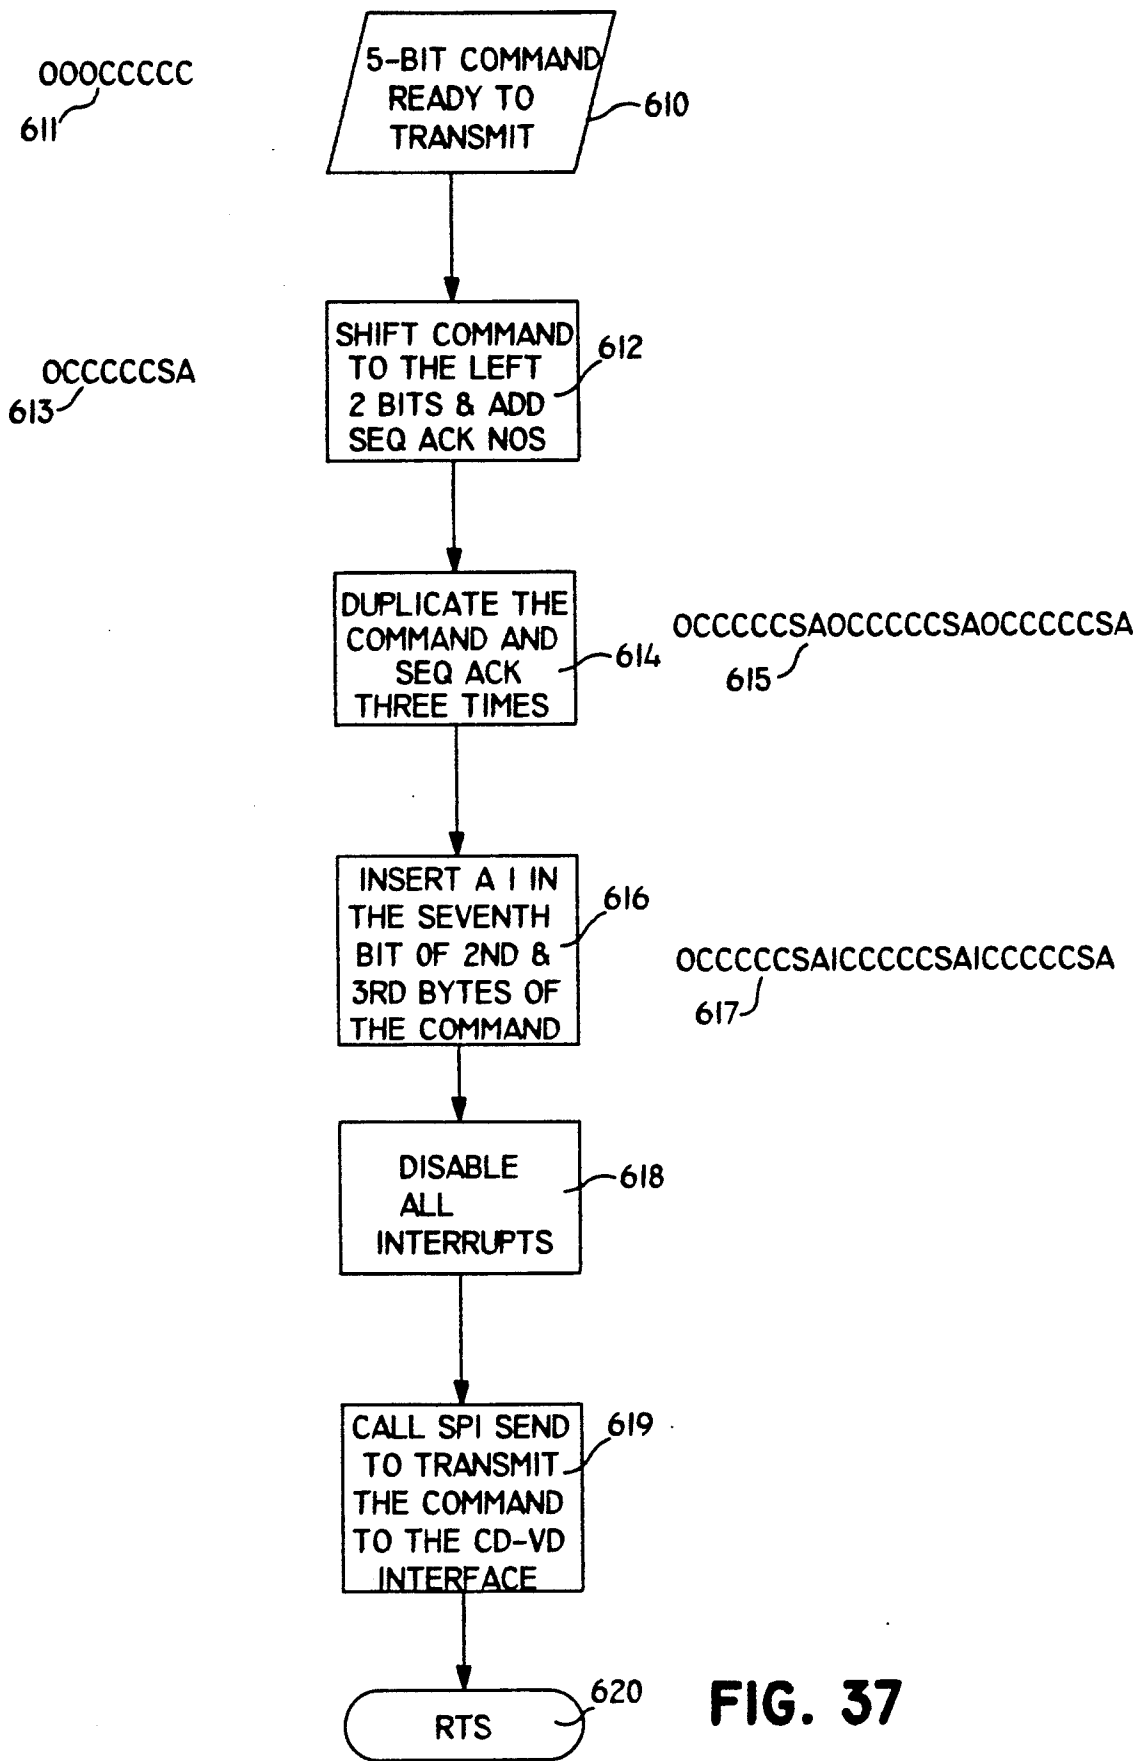 000CCCCC
611
5-BIT COMMAND
READY TO
TRANSMIT
610
0CCCCCSA
613
SHIFT COMMAND
TO THE LEFT
2 BITS & ADD
SEQ ACK NOS
612
DUPLICATE THE
COMMAND AND
SEQ ACK
THREE TIMES
614
0CCCCCSA0CCCCCSA0CCCCCSA
615
INSERT A 1 IN
THE SEVENTH
BIT OF 2ND &
3RD BYTES OF
THE COMMAND
616
0CCCCCSA1CCCCCSA1CCCCCSA
617
DISABLE
ALL
INTERRUPTS
618
CALL SPI SEND
TO TRANSMIT
THE COMMAND
TO THE CD-VD
INTERFACE
619
RTS
620
FIG. 37